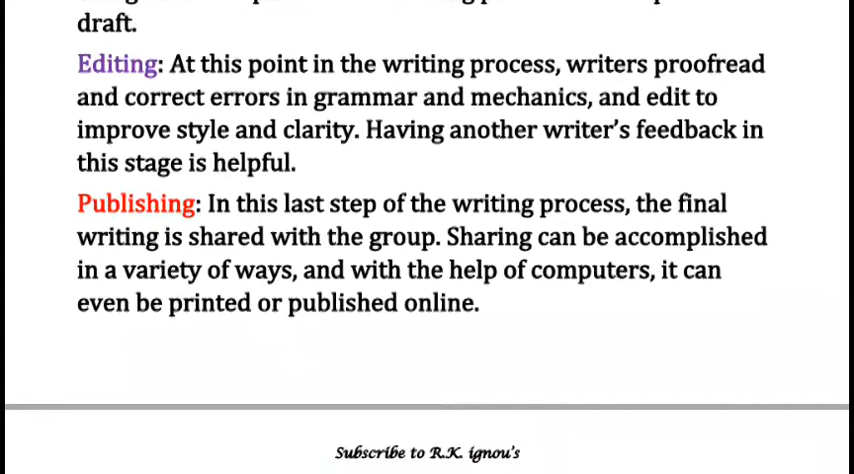 draft.
Editing: At this point in the writing process, writers proofread
and correct errors in grammar and mechanics, and edit to
improve style and clarity. Having another writer's feedback in
this stage is helpful.
Publishing: In this last step of the writing process, the final
writing is shared with the group. Sharing can be accomplished
in a variety of ways, and with the help of computers, it can
even be printed or published online.
Subscribe to R.K. ignou's